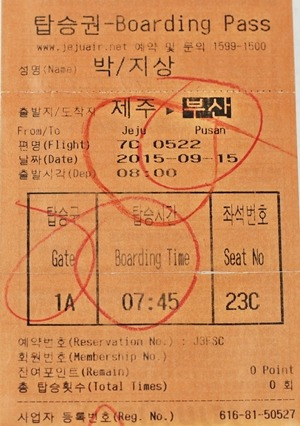 탑승권-Boarding Pass
www.jejuair.net 예약 및 문의 1599-1500
성명(Name) 박/지상
출발지/도착지 제주 ▶ 부산
From/To Jeju Pusan
편명(Flight) 7C 0522
날짜(Date) 2015-09-15
출발시각(Dep) 08:00
탑승구 탑승시간 좌석번호
Gate Boarding Time Seat No
1A 07:45 23C
예약번호(Reservation No.) : J3FSC
회원번호(Membership No.)
잔여포인트(Remain) 0 Point
총 탑승횟수(Total Times) 0 회
사업자 등록번호(Reg. No.) 616-81-50527